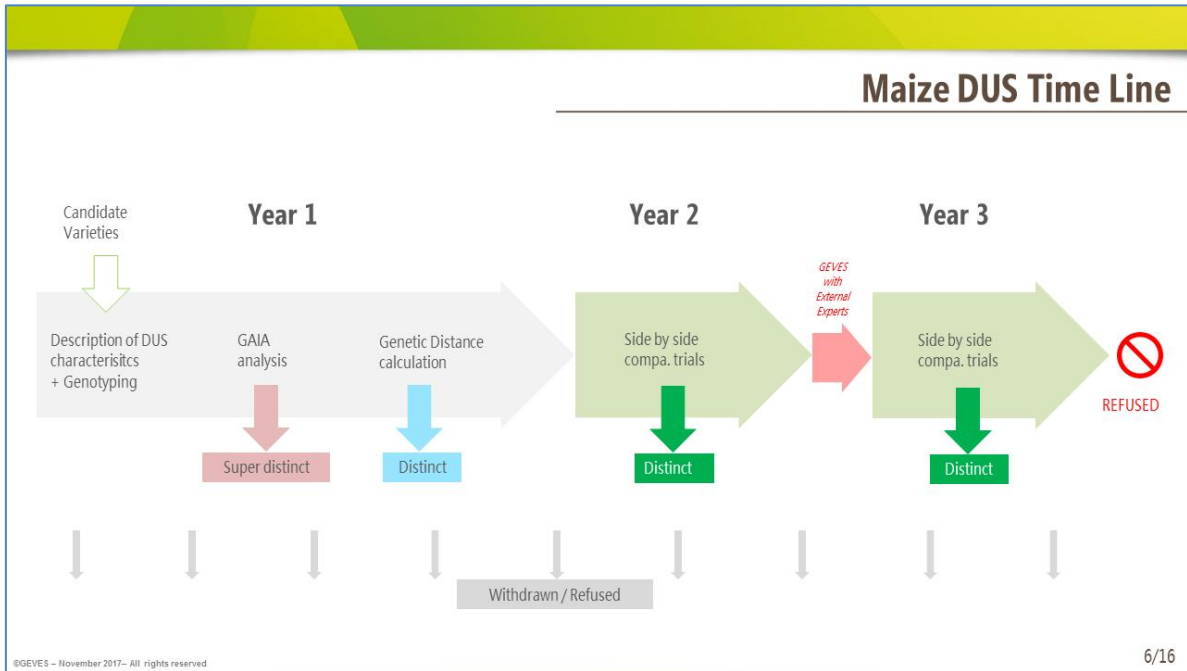 Maize DUS Time Line
Candidate
Varieties
Year 1
Year 2
Year 3
GEVES
with
External
Experts
Description of DUS
characterisitcs
+ Genotyping
GAIA
analysis
Genetic Distance
calculation
Side by side
compa. trials
Side by side
compa. trials
REFUSED
Super distinct
Distinct
Distinct
Distinct
Withdrawn / Refused
©GEVES – November 2017– All rights reserved
6/16